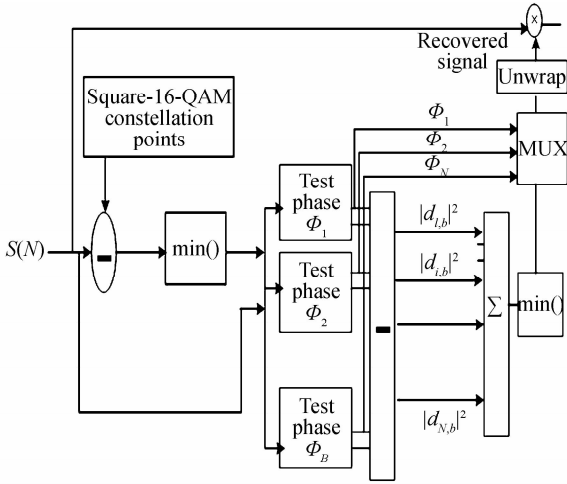 ×
Recovered
signal
Unwrap
Square-16-QAM
constellation
points
Φ1
Φ2
ΦN
MUX
Test
phase
Φ1
|dl,b|²
S(N)
min()
|di,b|²
Test
phase
Φ2
Σ
min()
Test
phase
ΦB
|dN,b|²